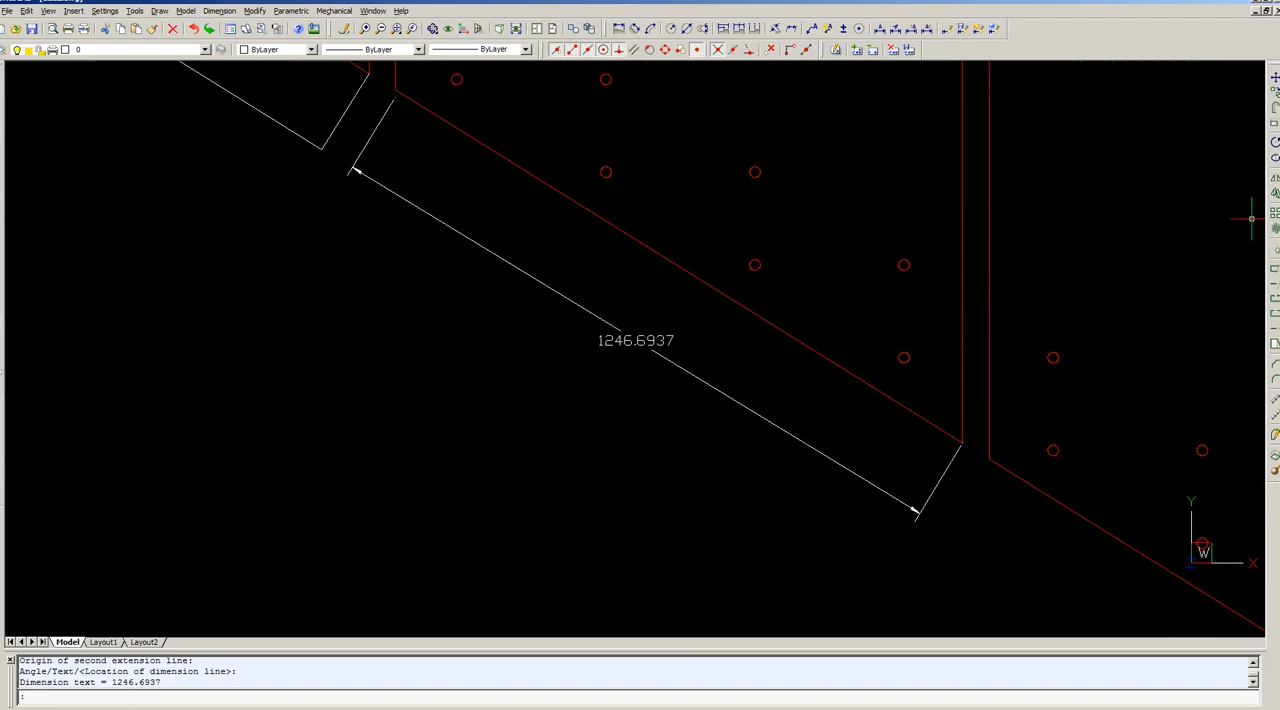 File Edit View Insert Settings Tools Draw Dimension Modify Parametric Mechanical Window Help
0 ByLayer ByLayer ByLayer
1246.6937
Y
W
Z X
Model Layout1 Layout2
Origin of second extension line:
Angle/Text/<Location of dimension line>:
Dimension text = 1246.6937
: